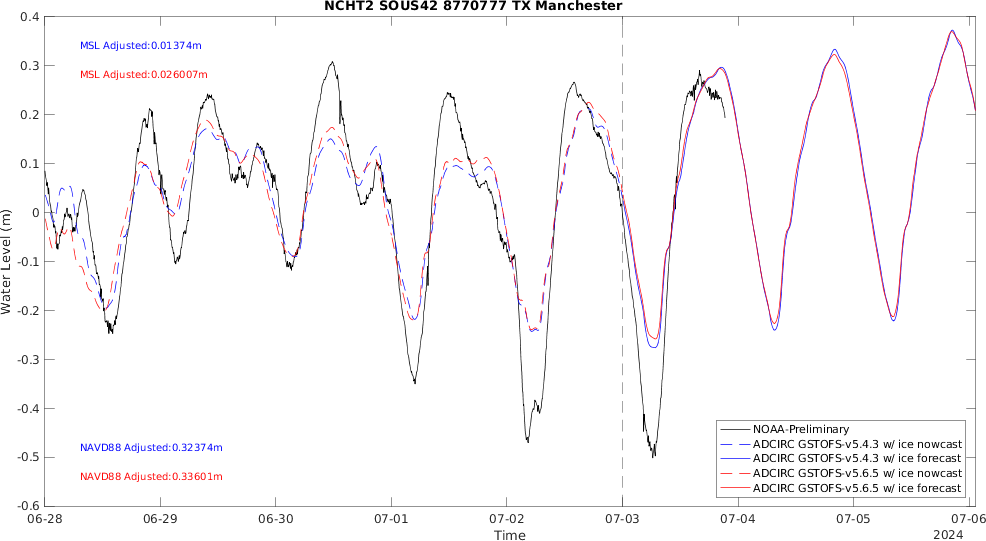 NCHT2 SOUS42 8770777 TX Manchester
0.4
0.3
0.2
0.1
0
-0.1
-0.2
-0.3
-0.4
-0.5
-0.6
Water Level (m)
MSL Adjusted:0.01374m
MSL Adjusted:0.026007m
NAVD88 Adjusted:0.32374m
NAVD88 Adjusted:0.33601m
NOAA-Preliminary
ADCIRC GSTOFS-v5.4.3 w/ ice nowcast
ADCIRC GSTOFS-v5.4.3 w/ ice forecast
ADCIRC GSTOFS-v5.6.5 w/ ice nowcast
ADCIRC GSTOFS-v5.6.5 w/ ice forecast
06-28 06-29 06-30 07-01 07-02 07-03 07-04 07-05 07-06
Time
2024